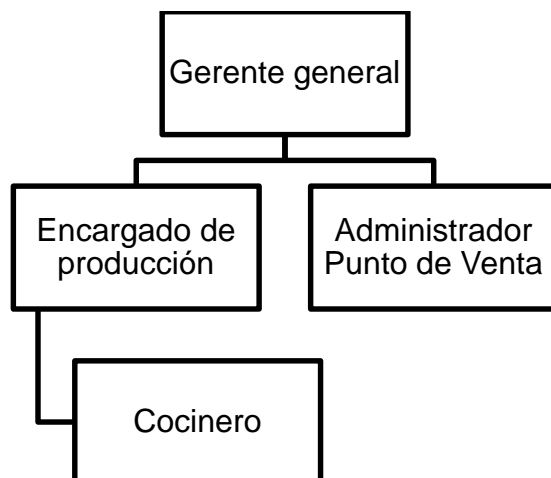 Gerente general
Encargado de
producción
Administrador
Punto de Venta
Cocinero